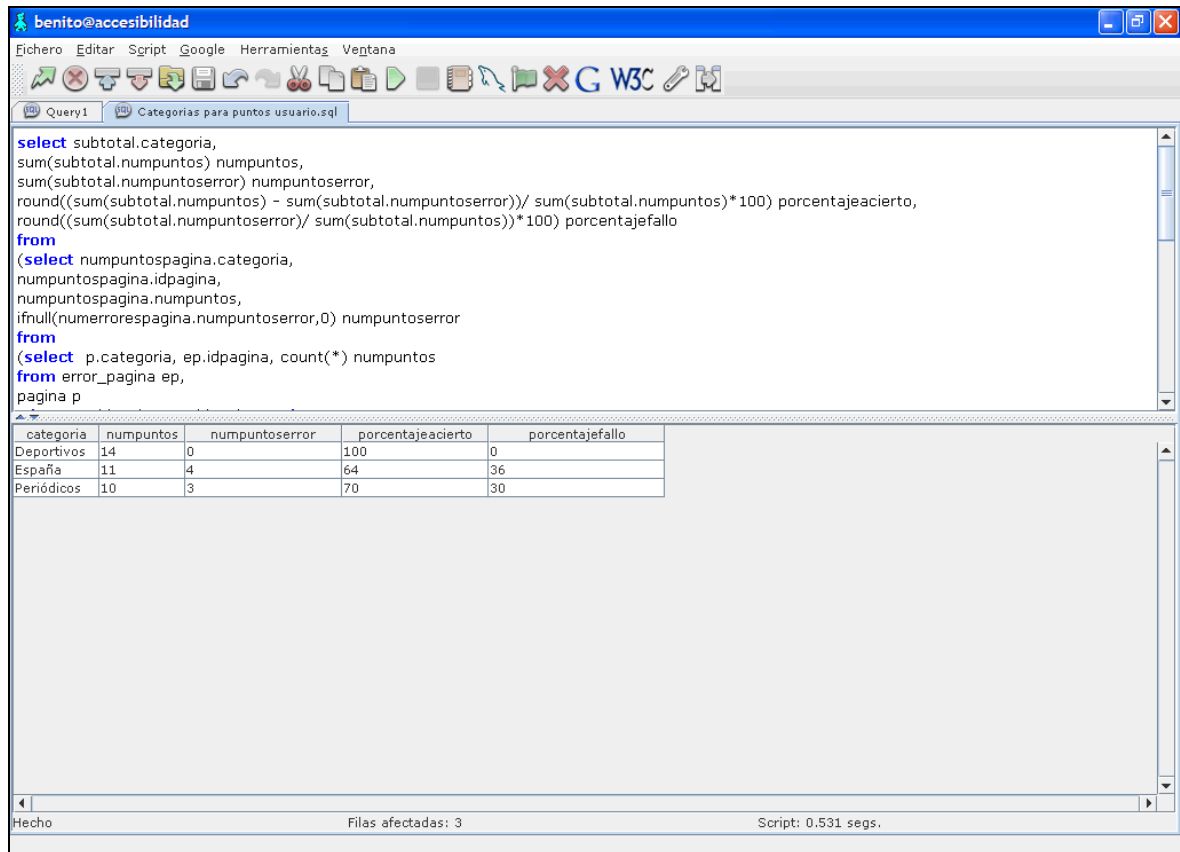 benito@accesibilidad
Fichero Editar Script Google Herramientas Ventana
G W3C
Query1 Categorias para puntos usuario.sql
select subtotal.categoria,
sum(subtotal.numpuntos) numpuntos,
sum(subtotal.numpuntoserror) numpuntoserror,
round((sum(subtotal.numpuntos) - sum(subtotal.numpuntoserror))/ sum(subtotal.numpuntos)*100) porcentajeacierto,
round((sum(subtotal.numpuntoserror)/ sum(subtotal.numpuntos))*100) porcentajefallo
from
(select numpuntospagina.categoria,
numpuntospagina.idpagina,
numpuntospagina.numpuntos,
ifnull(numerrorespagina.numpuntoserror,0) numpuntoserror
from
(select p.categoria, ep.idpagina, count(*) numpuntos
from error_pagina ep,
pagina p
categoria numpuntos numpuntoserror porcentajeacierto porcentajefallo
Deportivos 14 0 100 0
España 11 4 64 36
Periódicos 10 3 70 30
Hecho Filas afectadas: 3 Script: 0.531 segs.